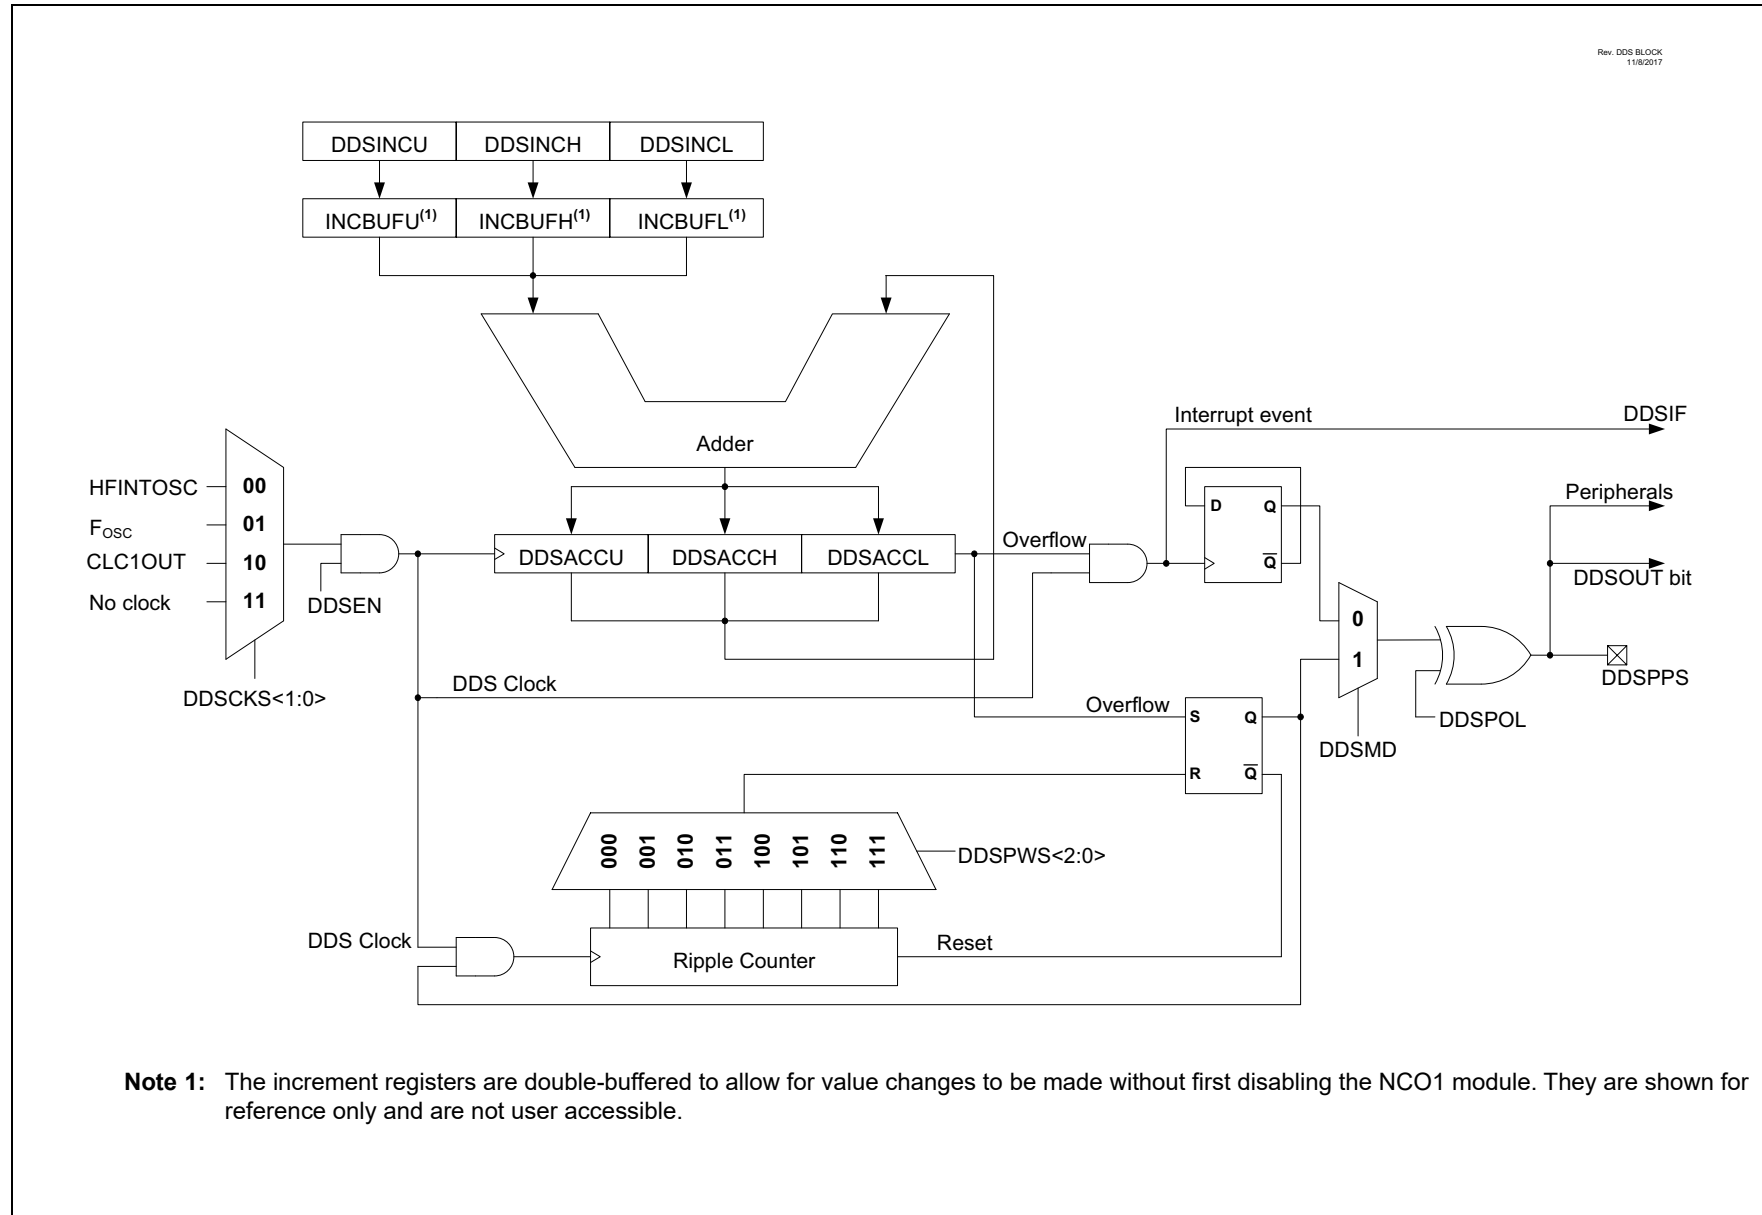 Rev. DDS BLOCK
11/8/2017
DDSINCU DDSINCH DDSINCL
INCBUFU(1) INCBUFH(1) INCBUFL(1)
Adder
Interrupt event
DDSIF
HFINTOSC 00
FOSC 01
CLC1OUT 10
No clock 11
DDSEN
DDSCKS<1:0>
DDSACCU DDSACCH DDSACCL
Overflow
D Q
Q
Peripherals
DDSOUT bit
DDSPPS
0
1
DDSMD
DDSPOL
DDS Clock
Overflow
S Q
R Q
000 001 010 011 100 101 110 111
DDSPWS<2:0>
DDS Clock
Ripple Counter
Reset
Note 1: The increment registers are double-buffered to allow for value changes to be made without first disabling the NCO1 module. They are shown for
reference only and are not user accessible.